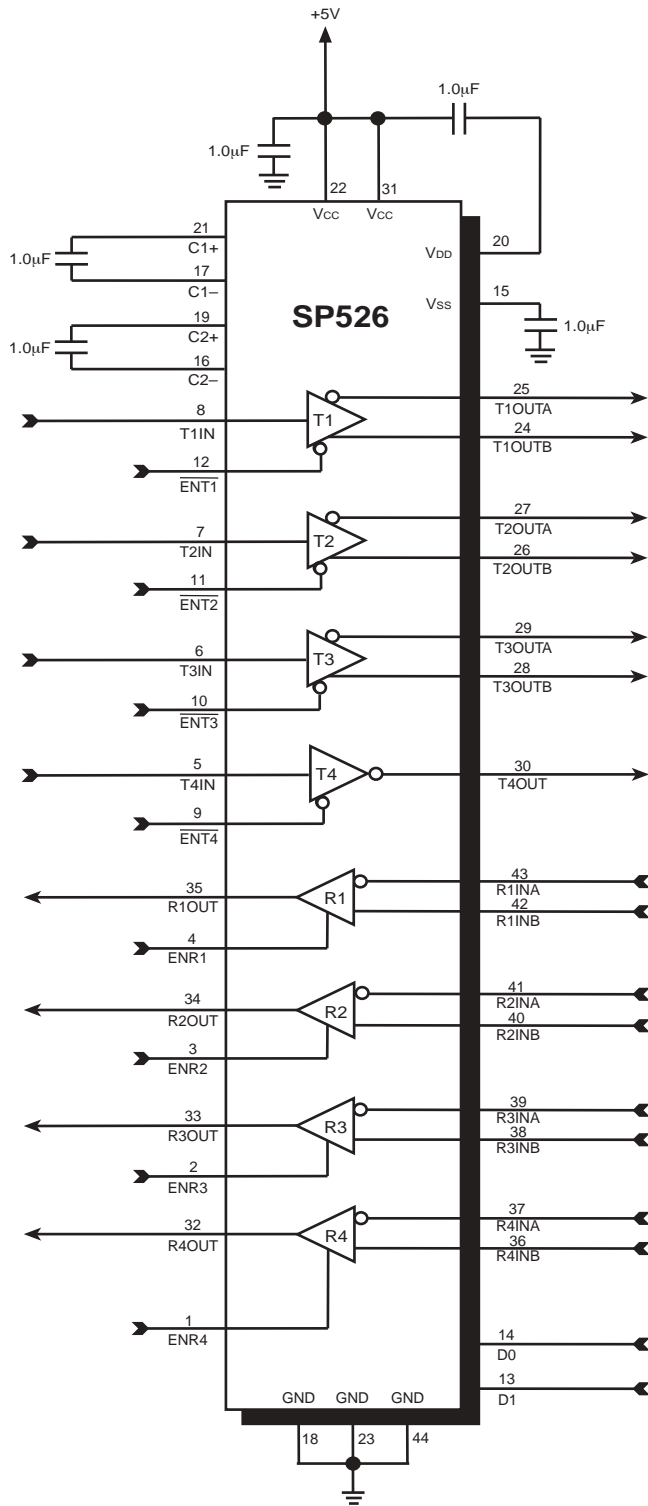 +5V
1.0µF
1.0µF
22
31
VCC
VCC
21
C1+
1.0µF
17
C1–
19
C2+
1.0µF
16
C2–
VDD
20
VSS
15
1.0µF
SP526
8
T1IN
12
ENT1
T1
25
T1OUTA
24
T1OUTB
7
T2IN
11
ENT2
T2
27
T2OUTA
26
T2OUTB
6
T3IN
10
ENT3
T3
29
T3OUTA
28
T3OUTB
5
T4IN
9
ENT4
T4
30
T4OUT
35
R1OUT
4
ENR1
R1
43
R1INA
42
R1INB
34
R2OUT
3
ENR2
R2
41
R2INA
40
R2INB
33
R3OUT
2
ENR3
R3
39
R3INA
38
R3INB
32
R4OUT
1
ENR4
R4
37
R4INA
36
R4INB
14
D0
13
D1
GND GND GND
18 23 44